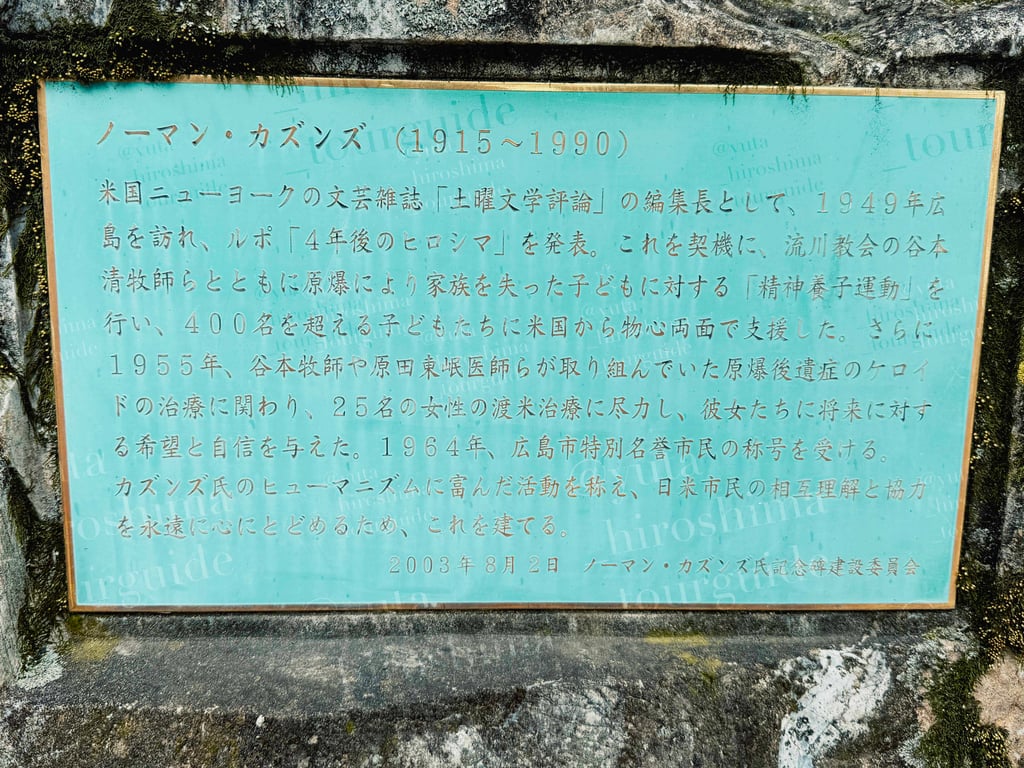 ノーマン・カズンズ （1915～1990）
米国ニューヨークの文芸雑誌「土曜文学評論」の編集長として、1949年広
島を訪れ、ルポ「4年後のヒロシマ」を発表。これを契機に、流川教会の谷本
清牧師らとともに原爆により家族を失った子どもに対する「精神養子運動」を
行い、400名を超える子どもたちに米国から物心両面で支援した。さらに
1955年、谷本牧師や原田東岷医師らが取り組んでいた原爆後遺症のケロイ
ドの治療に関わり、25名の女性の渡米治療に尽力し、彼女たちに将来に対す
る希望と自信を与えた。1964年、広島市特別名誉市民の称号を受ける。
カズンズ氏のヒューマニズムに富んだ活動を称え、日米市民の相互理解と協力
を永遠に心にとどめるため、これを建てる。
2003年8月2日 ノーマン・カズンズ氏記念碑建設委員会
@yuta
hiroshima
_tourguide